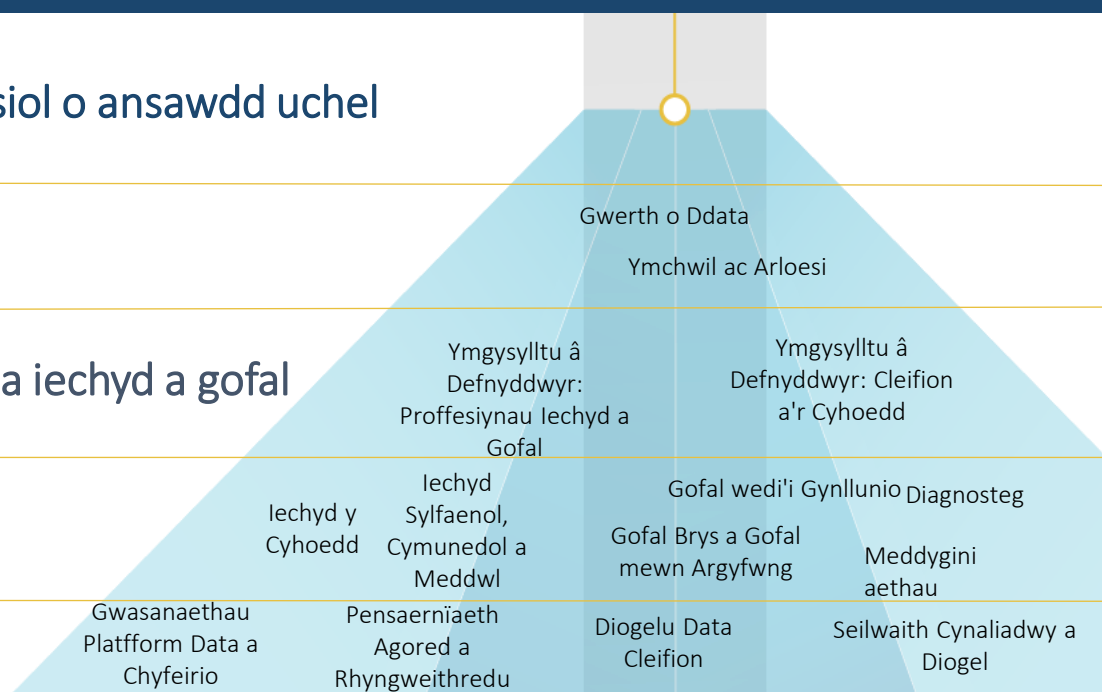 siol o ansawdd uchel
Gwerth o Ddata
Ymchwil ac Arloesi
a iechyd a gofal
Ymgysylltu â
Defnyddwyr:
Proffesiynau Iechyd a
Gofal
Ymgysylltu â
Defnyddwyr: Cleifion
a'r Cyhoedd
Iechyd y
Cyhoedd
Iechyd
Sylfaenol,
Cymunedol a
Meddwl
Gofal wedi'i Gynllunio
Diagnosteg
Gofal Brys a Gofal
mewn Argyfwng
Meddygini
aethau
Gwasanaethau
Platfform Data a
Chyfeirio
Pensaernïaeth
Agored a
Rhyngweithredu
Diogelu Data
Cleifion
Seilwaith Cynaliadwy a
Diogel